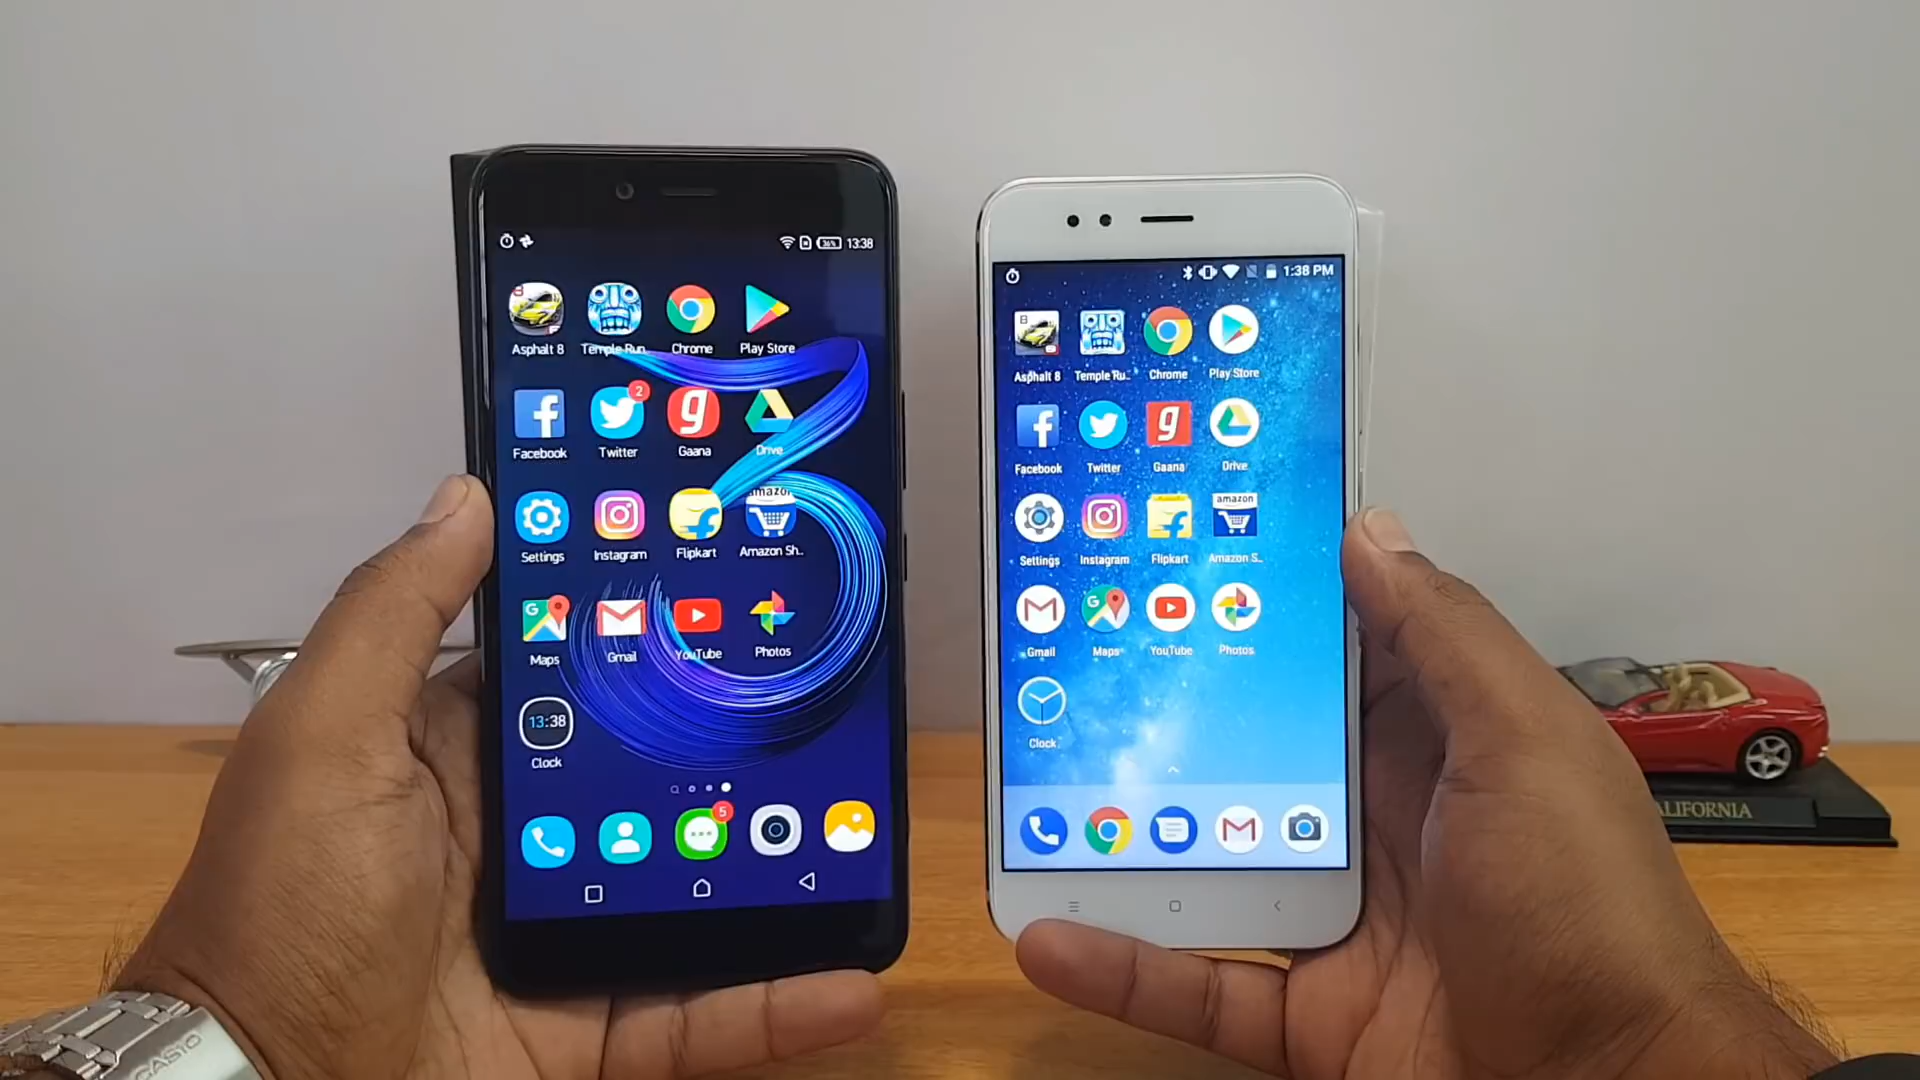 36% 13:38
Asphalt 8 Temple Run.. Chrome Play Store
2
Facebook Twitter Gaana Drive
amazon
Settings Instagram Flipkart Amazon Sh..
Maps Gmail YouTube Photos
13:38
Clock
5
1:38 PM
Asphalt 8 Temple Ru.. Chrome Play Store
Facebook Twitter Gaana Drive
amazon
Settings Instagram Flipkart Amazon S..
Gmail Maps YouTube Photos
Clock
ALIFORNIA
CASIO